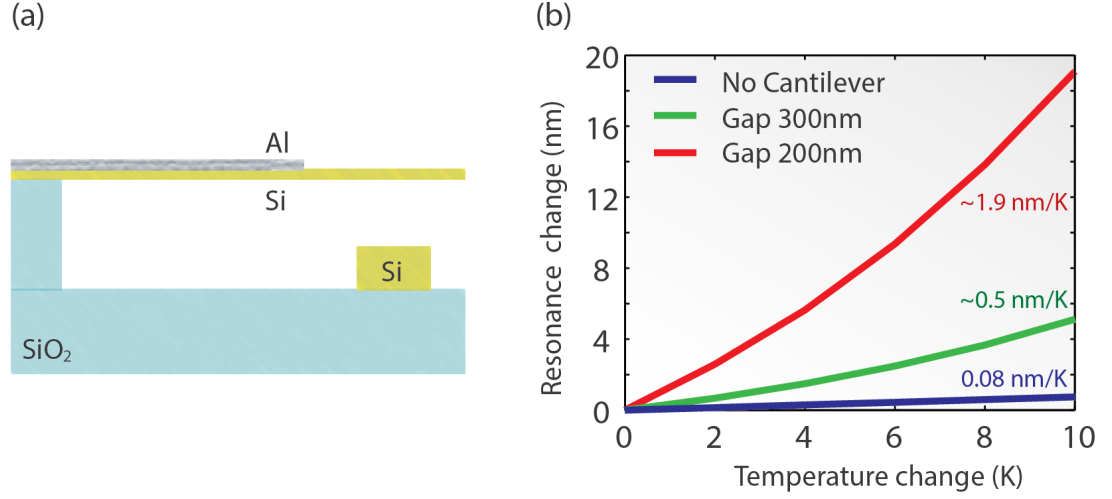 (a)
Al
Si
Si
SiO₂
(b)
Resonance change (nm)
20
16
12
8
4
0
No Cantilever
Gap 300nm
Gap 200nm
~1.9 nm/K
~0.5 nm/K
0.08 nm/K
0 2 4 6 8 10
Temperature change (K)